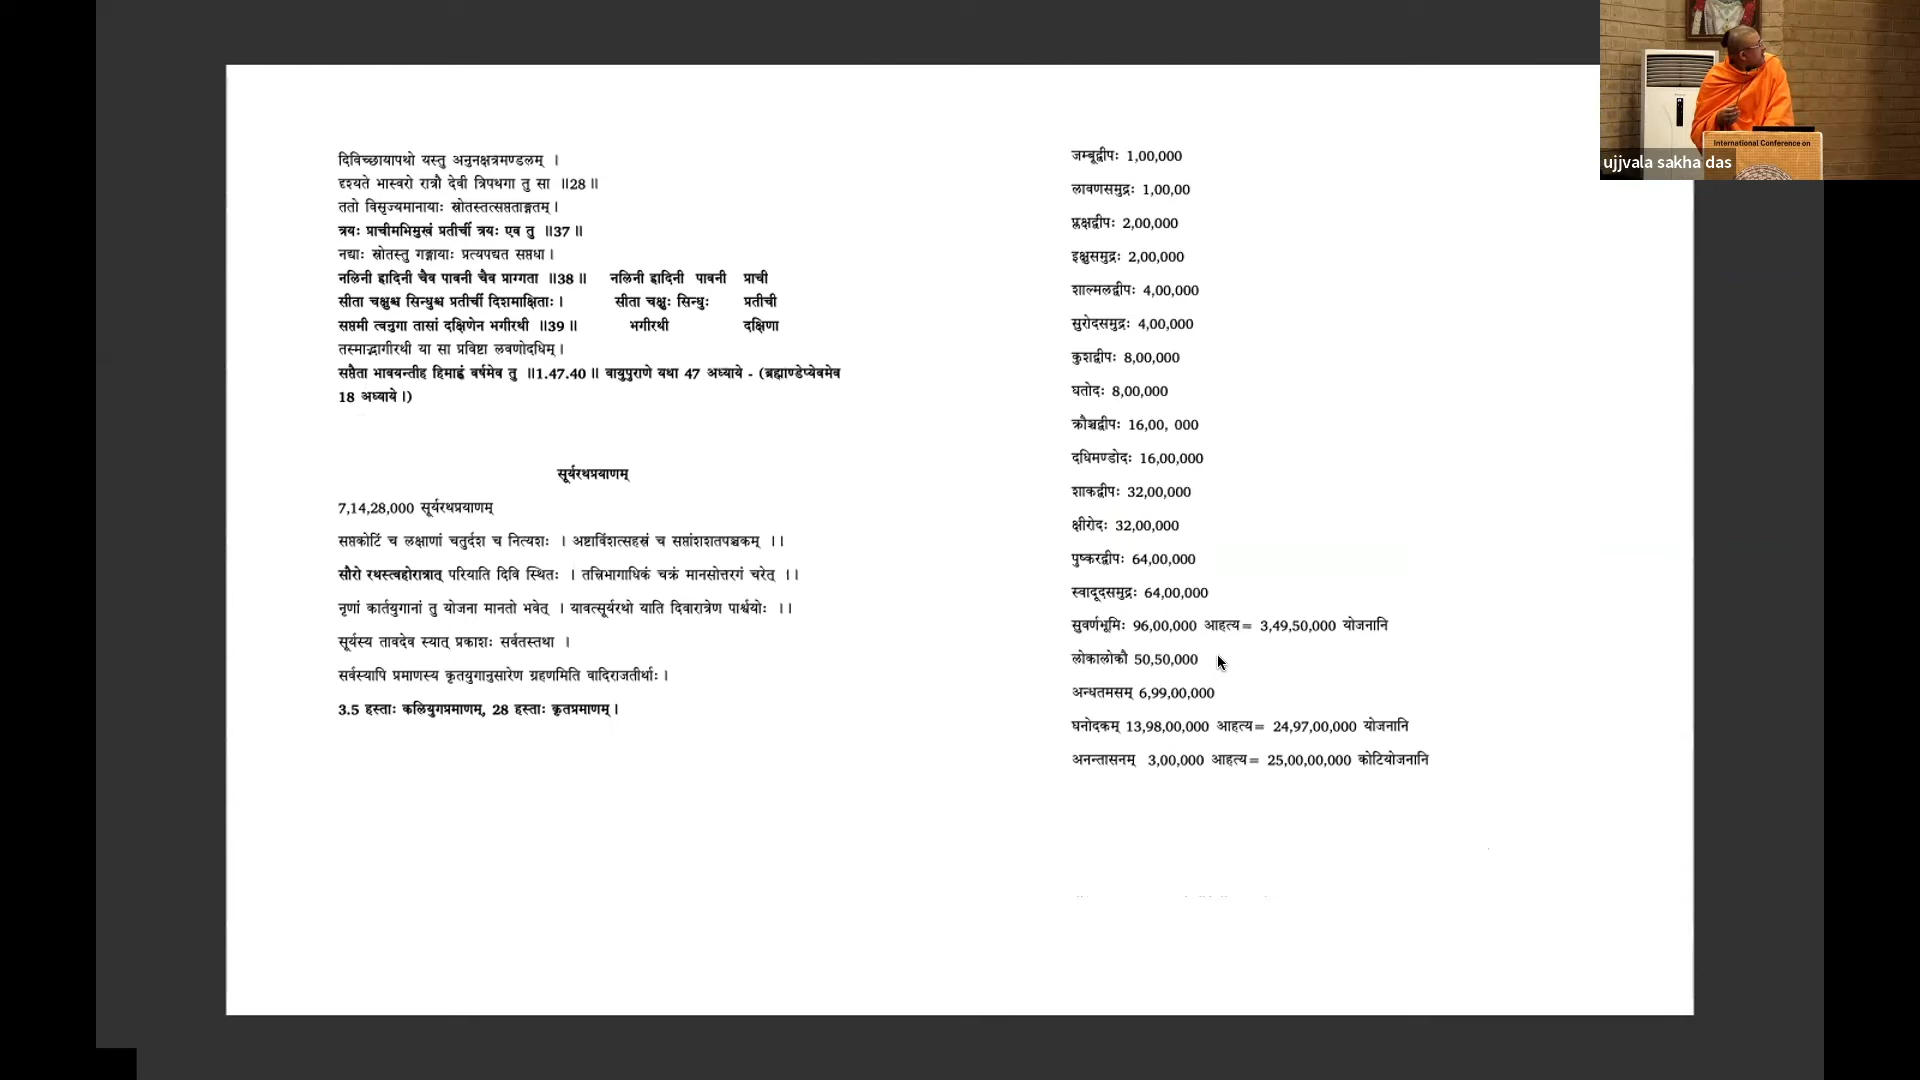 दिविच्छायापथो यस्तु अनुनक्षत्रमण्डलम् ।
दृश्यते भास्वरो रात्रौ देवी त्रिपथगा तु सा ॥28॥
ततो विसृज्यमानायाः स्रोतस्तत्सप्तताङ्गतम् ।
त्रयः प्राचीमभिमुखं प्रतीचीं त्रयः एव तु ॥37॥
नद्याः स्रोतस्तु गङ्गायाः प्रत्यपद्यत सप्तधा ।
नलिनी ह्लादिनी चैव पावनी चैव प्राग्गता ॥38॥ नलिनी ह्लादिनी पावनी प्राची
सीता चक्षुश्च सिन्धुश्च प्रतीचीं दिशमाक्षिताः । सीता चक्षुः सिन्धुः प्रतीची
सप्तमी त्वनुगा तासां दक्षिणेन भगीरथी ॥39॥ भगीरथी दक्षिणा
तस्माद्भागीरथी या सा प्रविष्टा लवणोदधिम् ।
सप्तैता भावयन्तीह हिमाह्वं वर्षमेव तु ॥1.47.40॥ वायुपुराणे यथा 47 अध्याये - (ब्रह्माण्डेप्येवमेव
18 अध्याये ।)
सूर्यरथप्रयाणम्
7,14,28,000 सूर्यरथप्रयाणम्
सप्तकोटिं च लक्षाणां चतुर्दश च नित्यशः । अष्टाविंशत्सहस्रं च सप्तांशशतपञ्चकम् ।।
सौरो रथस्त्वहोरात्रात् परियाति दिवि स्थितः । तत्त्रिभागाधिकं चक्रं मानसोत्तरगं चरेत् ।।
नृणां कार्तयुगानां तु योजना मानतो भवेत् । यावत्सूर्यरथो याति दिवारात्रेण पार्श्वयोः ।।
सूर्यस्य तावदेव स्यात् प्रकाशः सर्वतस्तथा ।
सर्वस्यापि प्रमाणस्य कृतयुगानुसारेण ग्रहणमिति वादिराजतीर्थाः ।
3.5 हस्ताः कलियुगप्रमाणम्, 28 हस्ताः कृतप्रमाणम् ।
जम्बूद्वीपः 1,00,000
लावणसमुद्रः 1,00,00
प्लक्षद्वीपः 2,00,000
इक्षुसमुद्रः 2,00,000
शाल्मलद्वीपः 4,00,000
सुरोदसमुद्रः 4,00,000
कुशद्वीपः 8,00,000
घतोदः 8,00,000
क्रौञ्चद्वीपः 16,00, 000
दधिमण्डोदः 16,00,000
शाकद्वीपः 32,00,000
क्षीरोदः 32,00,000
पुष्करद्वीपः 64,00,000
स्वादूदसमुद्रः 64,00,000
सुवर्णभूमिः 96,00,000 आहत्य= 3,49,50,000 योजनानि
लोकालोकौ 50,50,000
अन्धतमसम् 6,99,00,000
घनोदकम् 13,98,00,000 आहत्य= 24,97,00,000 योजनानि
अनन्तासनम् 3,00,000 आहत्य= 25,00,00,000 कोटियोजनानि
International Conference on
ujjvala sakha das